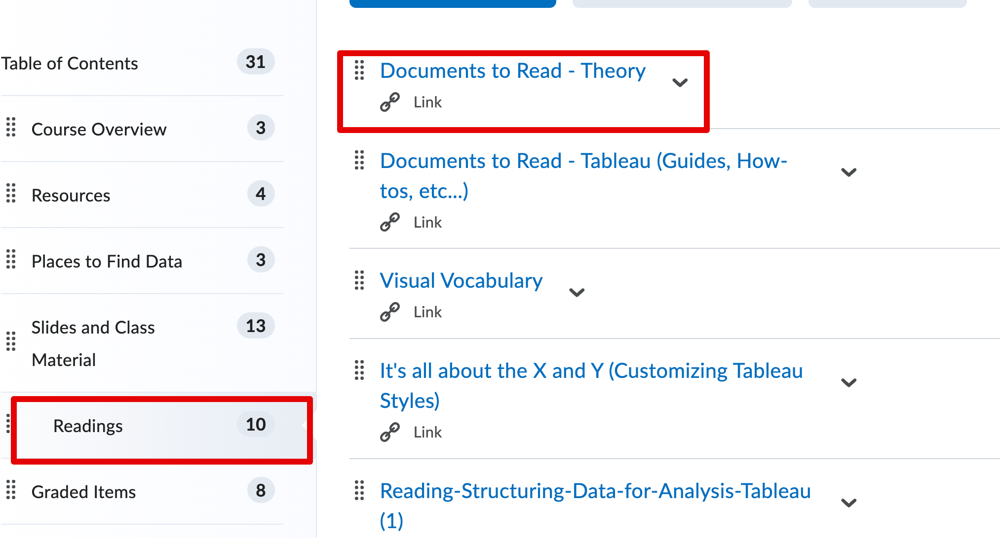 Table of Contents
31
Course Overview
3
Resources
4
Places to Find Data
3
Slides and Class
Material
13
Readings
10
Graded Items
8
Documents to Read - Theory
Link
Documents to Read - Tableau (Guides, How-
tos, etc...)
Link
Visual Vocabulary
Link
It's all about the X and Y (Customizing Tableau
Styles)
Link
Reading-Structuring-Data-for-Analysis-Tableau
(1)